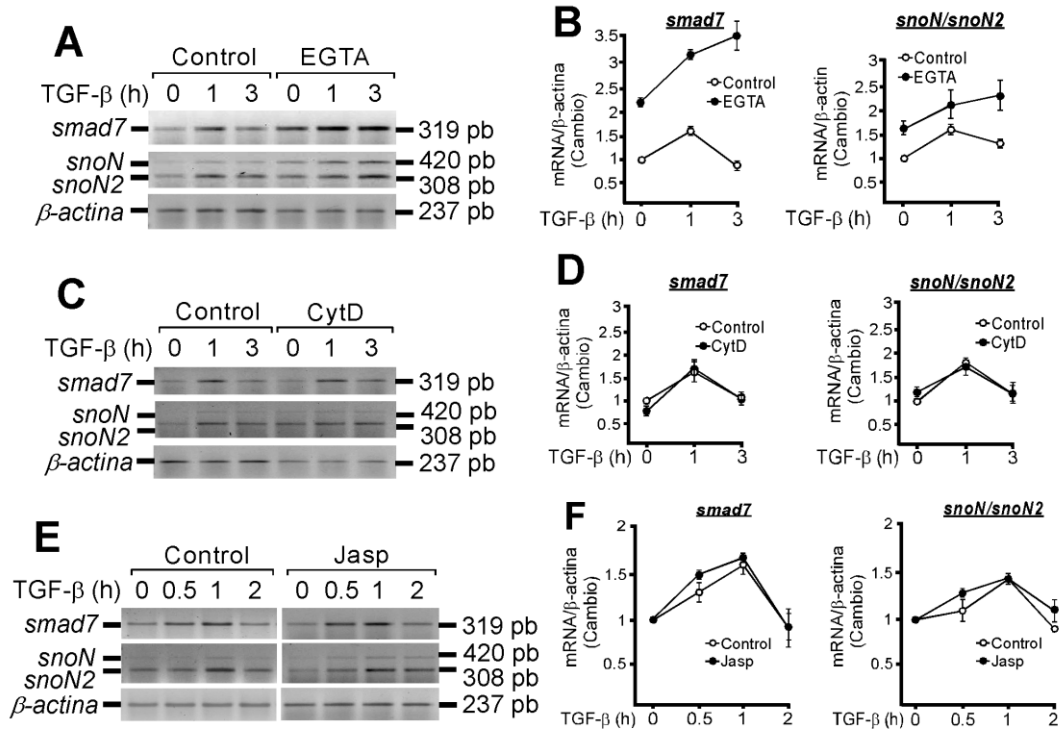 A
Control EGTA
TGF-β (h) 0 1 3 0 1 3
smad7 319 pb
snoN 420 pb
snoN2 308 pb
β-actina 237 pb
B
smad7
mRNA/β-actina
(Cambio)
3.5
3
2.5
2
1.5
1
0.5
Control
EGTA
TGF-β (h) 0 1 3
snoN/snoN2
mRNA/β-actin
(Cambio)
3
2.5
2
1.5
1
0.5
Control
EGTA
TGF-β (h) 0 1 3
C
Control CytD
TGF-β (h) 0 1 3 0 1 3
smad7 319 pb
snoN 420 pb
snoN2 308 pb
β-actina 237 pb
D
smad7
mRNA/β-actina
(Cambio)
3
2.5
2
1.5
1
0.5
Control
CytD
TGF-β (h) 0 1 3
snoN/snoN2
mRNA/β-actina
(Cambio)
3
2.5
2
1.5
1
0.5
Control
CytD
TGF-β (h) 0 1 3
E
Control Jasp
TGF-β (h) 0 0.5 1 2 0 0.5 1 2
smad7 319 pb
snoN 420 pb
snoN2 308 pb
β-actina 237 pb
F
smad7
mRNA/β-actina
(Cambio)
2
1.5
1
0.5
Control
Jasp
TGF-β (h) 0 0.5 1 2
snoN/snoN2
mRNA/β-actina
(Cambio)
2
1.5
1
0.5
Control
Jasp
TGF-β (h) 0 0.5 1 2